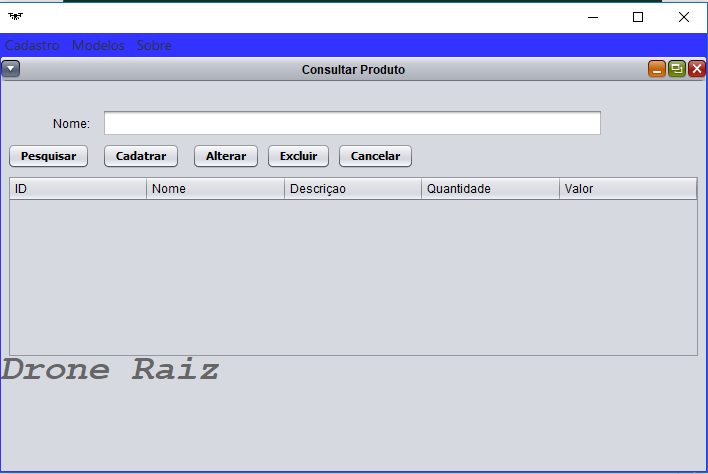 Cadastro Modelos Sobre
Consultar Produto
Nome:
Pesquisar Cadatrar Alterar Excluir Cancelar
ID Nome Descriçao Quantidade Valor
Drone Raiz